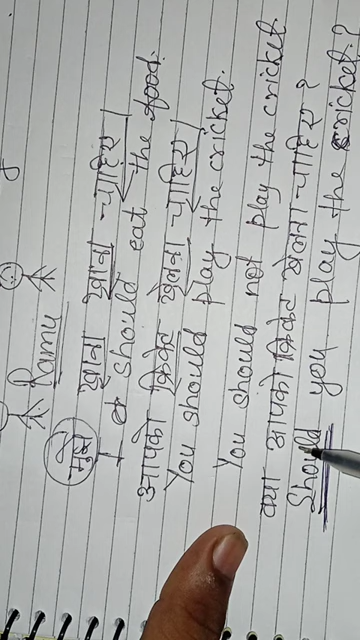 Ramu
मुझे खाना खाना चाहिए।
I should eat the food.
आपको क्रिकेट खेलना चाहिए।
You should play the cricket.
You should not play the cricket
क्या आपको क्रिकेट खेलना चाहिए?
Should you play the cricket?